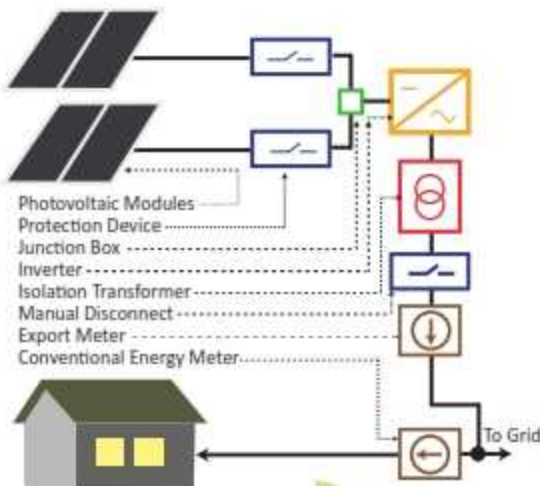 Photovoltaic Modules
Protection Device
Junction Box
Inverter
Isolation Transformer
Manual Disconnect
Export Meter
Conventional Energy Meter
To Grid